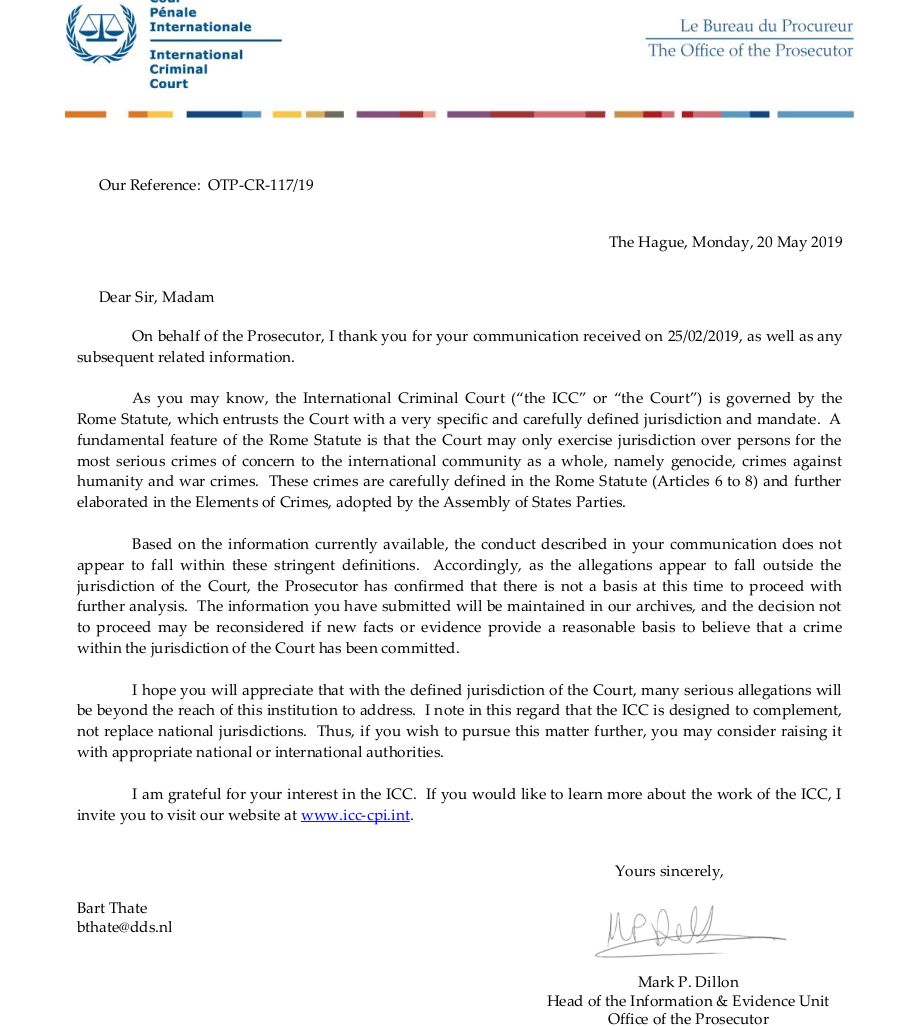 Cour
Pénale
Internationale
International
Criminal
Court
Le Bureau du Procureur
The Office of the Prosecutor
Our Reference: OTP-CR-117/19
The Hague, Monday, 20 May 2019
Dear Sir, Madam
On behalf of the Prosecutor, I thank you for your communication received on 25/02/2019, as well as any
subsequent related information.
As you may know, the International Criminal Court (“the ICC” or “the Court”) is governed by the
Rome Statute, which entrusts the Court with a very specific and carefully defined jurisdiction and mandate. A
fundamental feature of the Rome Statute is that the Court may only exercise jurisdiction over persons for the
most serious crimes of concern to the international community as a whole, namely genocide, crimes against
humanity and war crimes. These crimes are carefully defined in the Rome Statute (Articles 6 to 8) and further
elaborated in the Elements of Crimes, adopted by the Assembly of States Parties.
Based on the information currently available, the conduct described in your communication does not
appear to fall within these stringent definitions. Accordingly, as the allegations appear to fall outside the
jurisdiction of the Court, the Prosecutor has confirmed that there is not a basis at this time to proceed with
further analysis. The information you have submitted will be maintained in our archives, and the decision not
to proceed may be reconsidered if new facts or evidence provide a reasonable basis to believe that a crime
within the jurisdiction of the Court has been committed.
I hope you will appreciate that with the defined jurisdiction of the Court, many serious allegations will
be beyond the reach of this institution to address. I note in this regard that the ICC is designed to complement,
not replace national jurisdictions. Thus, if you wish to pursue this matter further, you may consider raising it
with appropriate national or international authorities.
I am grateful for your interest in the ICC. If you would like to learn more about the work of the ICC, I
invite you to visit our website at www.icc-cpi.int.
Yours sincerely,
Bart Thate
bthate@dds.nl
Mark P. Dillon
Head of the Information & Evidence Unit
Office of the Prosecutor